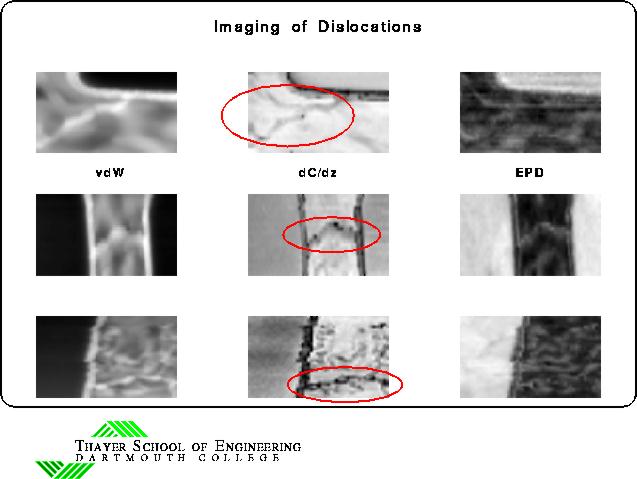 Imaging of Dislocations
vdW dC/dz EPD
THAYER SCHOOL OF ENGINEERING
DARTMOUTH COLLEGE